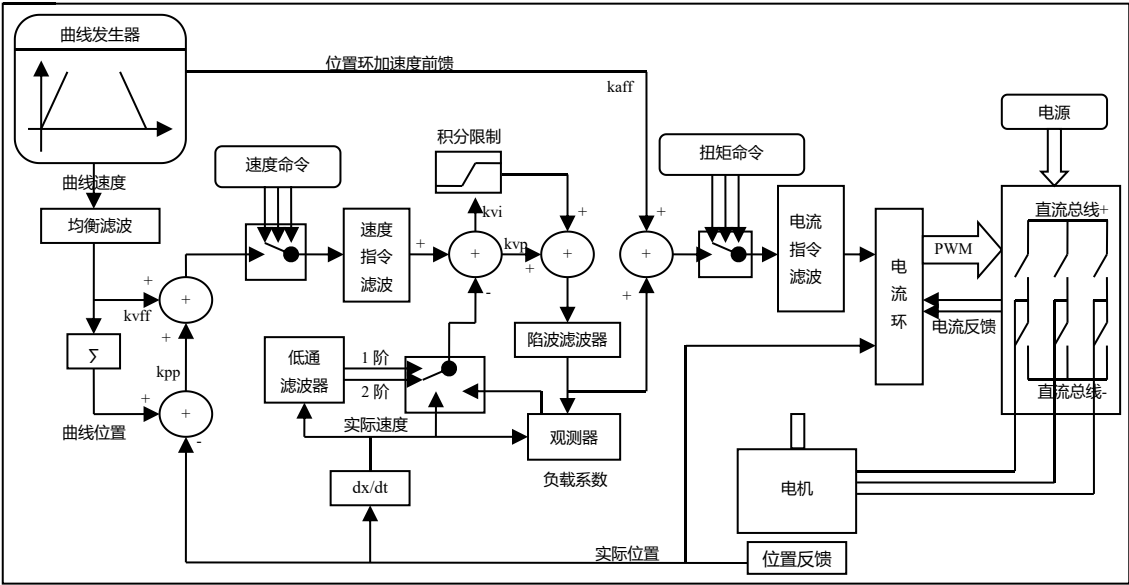 曲线发生器
位置环加速度前馈
kaff
电源
积分限制
扭矩命令
速度命令
曲线速度
均衡滤波
速度
指令
滤波
+
kvi
+
kvp
+
+
-
+
+
+
+
电流
指令
滤波
电
流
环
PWM
直流总线+
电流反馈
直流总线-
+
+
kvff
+
∑
kpp
+
+
-
曲线位置
低通
滤波器
1 阶
2 阶
陷波滤波器
实际速度
观测器
负载系数
dx/dt
电机
实际位置
位置反馈